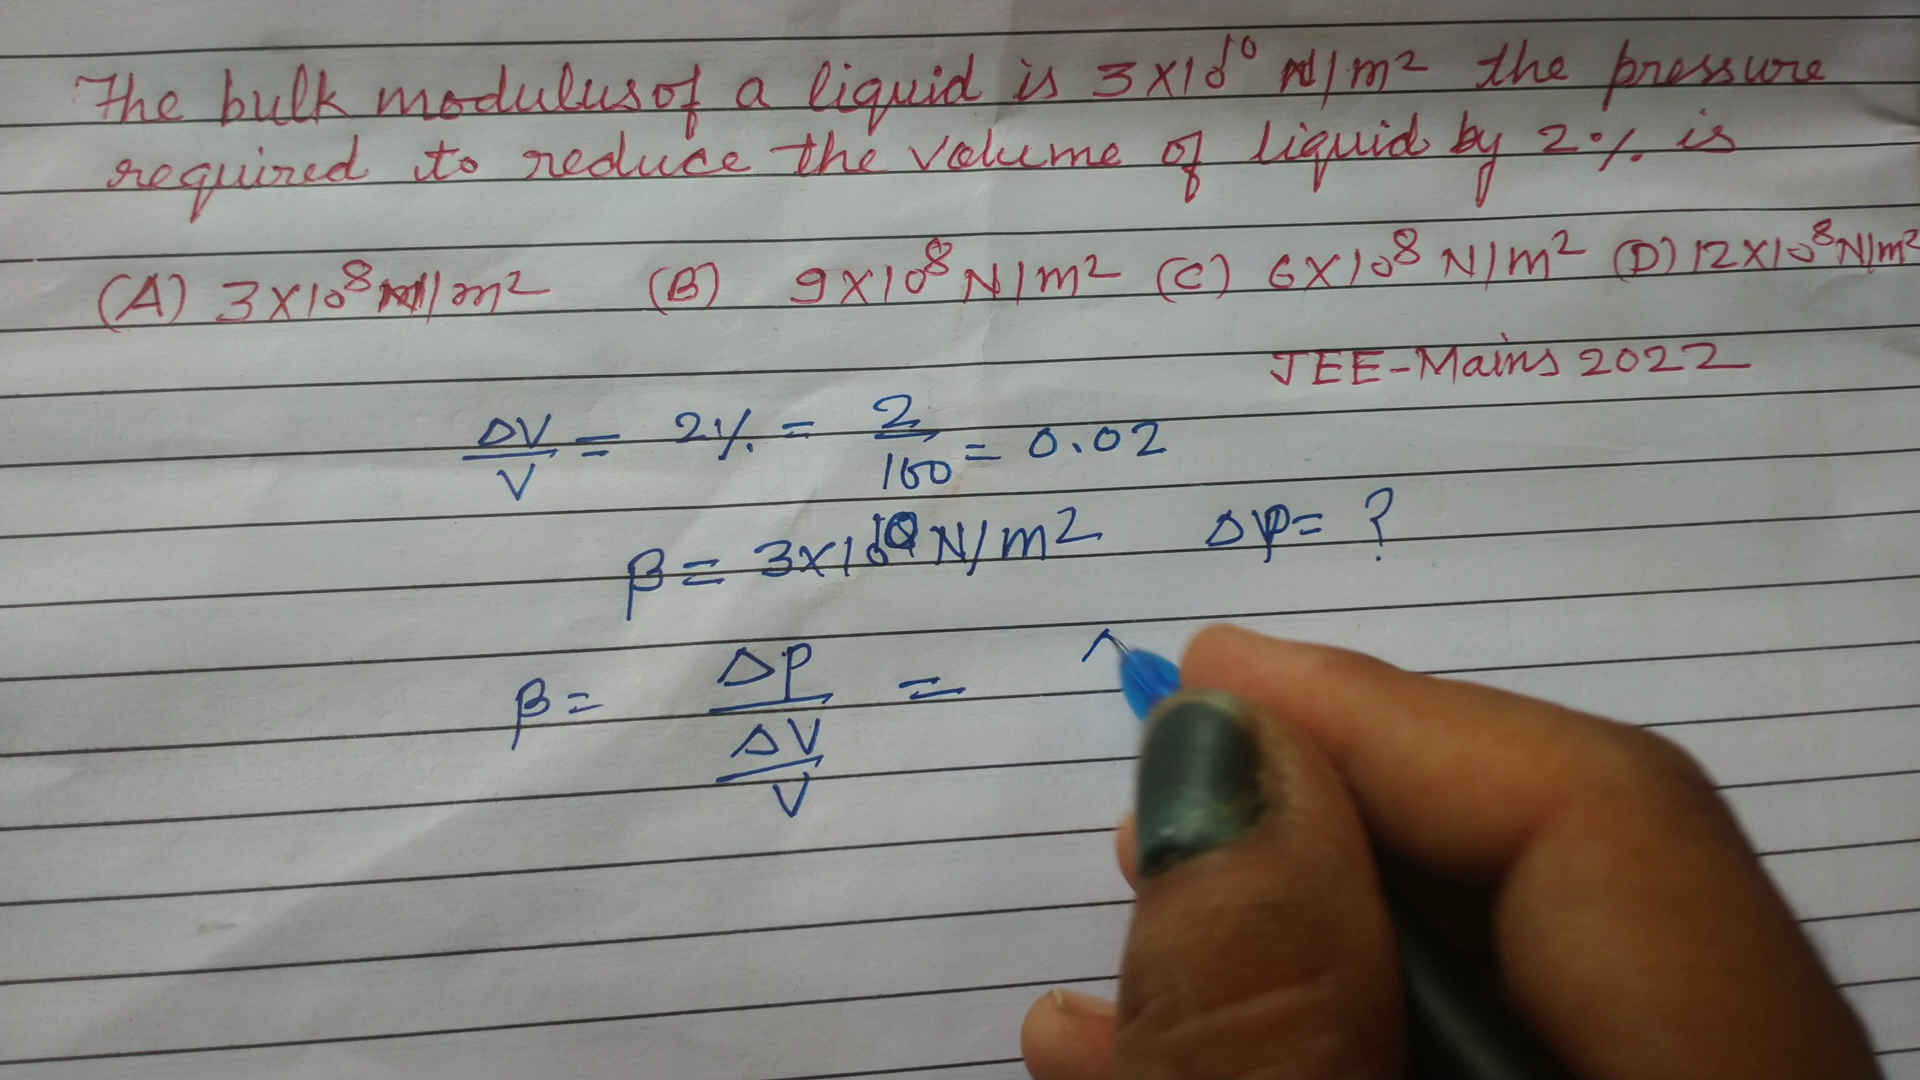 The bulk modulus of a liquid is 3×10¹⁰ N/m² the pressure
required to reduce the volume of liquid by 2% is
(A) 3×10⁸ N/m² (B) 9×10⁸ N/m² (C) 6×10⁸ N/m² (D) 12×10⁸ N/m²
JEE-Mains 2022
ΔV/V = 2% = 2/100 = 0.02
β = 3×10¹⁰ N/m² ΔP = ?
β = ΔP/(ΔV/V) =